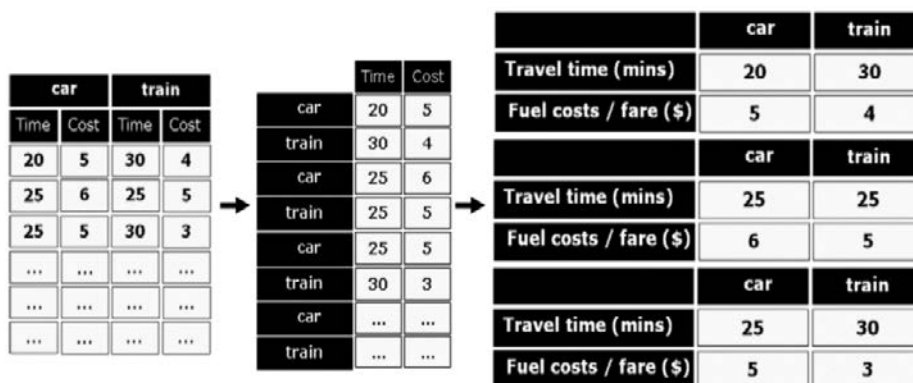 car train
Time Cost Time Cost
20 5 30 4
25 6 25 5
25 5 30 3
... ... ... ...
... ... ... ...
... ... ... ...
Time Cost
car 20 5
train 30 4
car 25 6
train 25 5
car 25 5
train 30 3
car ... ...
train ... ...
car train
Travel time (mins) 20 30
Fuel costs / fare ($) 5 4
car train
Travel time (mins) 25 25
Fuel costs / fare ($) 6 5
car train
Travel time (mins) 25 30
Fuel costs / fare ($) 5 3